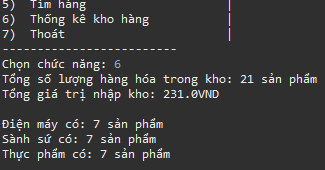 5) Tìm hàng |
6) Thống kê kho hàng |
7) Thoát |
-------------------------
Chọn chức năng: 6
Tổng số lượng hàng hóa trong kho: 21 sản phẩm
Tổng giá trị nhập kho: 231.0VND
Điện máy có: 7 sản phẩm
Sành sứ có: 7 sản phẩm
Thực phẩm có: 7 sản phẩm